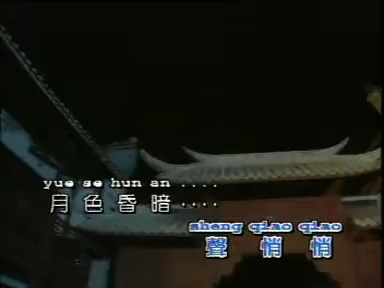 yue se hun an ....
月色昏暗....
sheng qiao qiao
聲悄悄